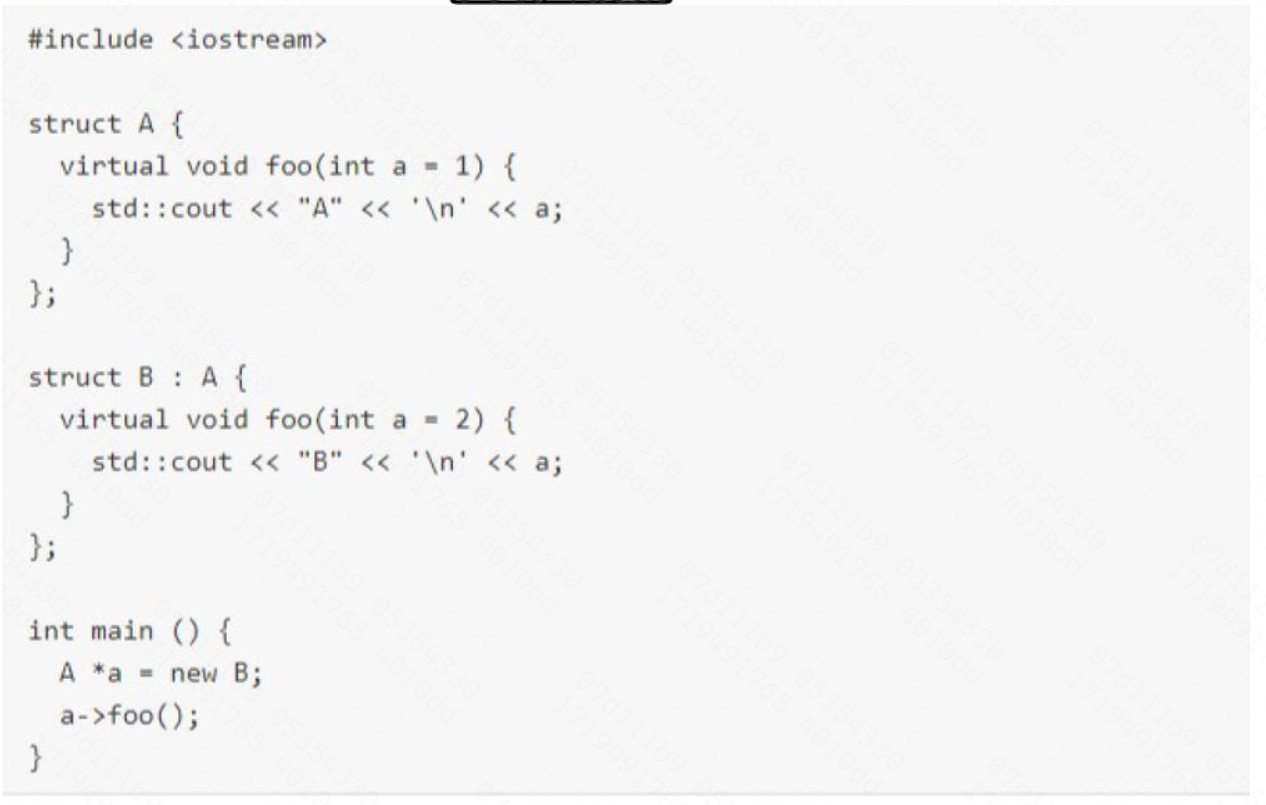 #include <iostream>
struct A {
  virtual void foo(int a = 1) {
    std::cout << "A" << '\n' << a;
  }
};
struct B : A {
  virtual void foo(int a = 2) {
    std::cout << "B" << '\n' << a;
  }
};
int main () {
  A *a = new B;
  a->foo();
}